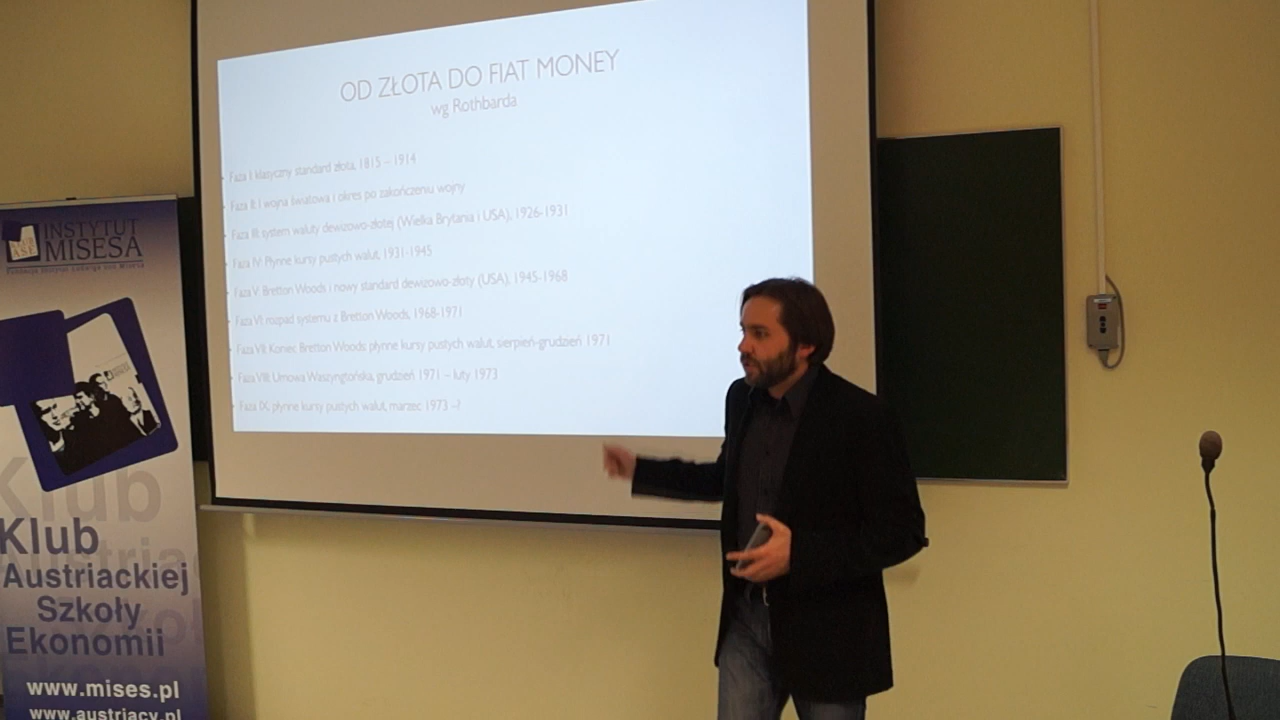 OD ZŁOTA DO FIAT MONEY
wg Rothbarda
Faza I: klasyczny standard złota, 1815 – 1914
Faza II: I wojna światowa i okres po zakończeniu wojny
Faza III: system waluty dewizowo-złotej (Wielka Brytania i USA), 1926-1931
Faza IV: Płynne kursy pustych walut, 1931-1945
Faza V: Bretton Woods i nowy standard dewizowo-złoty (USA), 1945-1968
Faza VI: rozpad systemu z Bretton Woods, 1968-1971
Faza VII: Koniec Bretton Woods: płynne kursy pustych walut, sierpień-grudzień 1971
Faza VIII: Umowa Waszyngtońska, grudzień 1971 – luty 1973
Faza IX, płynne kursy pustych walut, marzec 1973 –?
INSTYTUT
MISESA
Klub
Klub
Austriackiej
Szkoły
Ekonomii
www.mises.pl
www.austriacy.pl